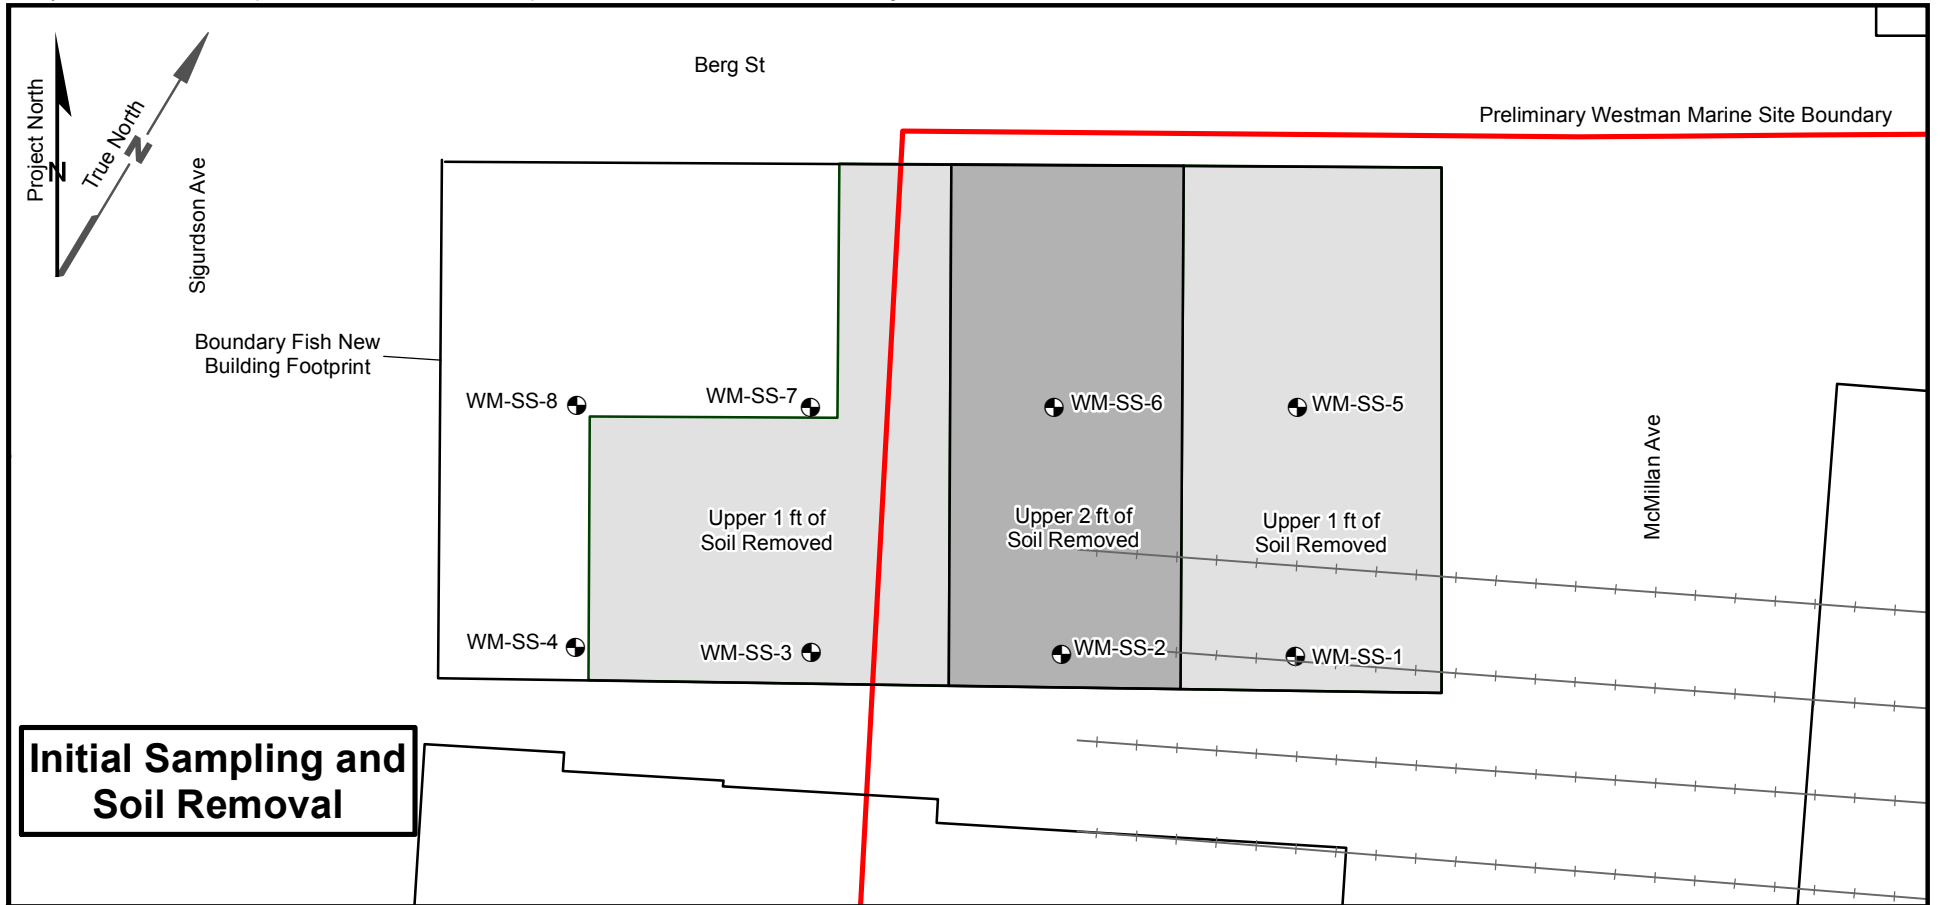 Berg St
Preliminary Westman Marine Site Boundary
Project North
N
True North
N
Sigurdson Ave
Boundary Fish New
Building Footprint
WM-SS-8
WM-SS-7
WM-SS-6
WM-SS-5
McMillan Ave
Upper 1 ft of
Soil Removed
Upper 2 ft of
Soil Removed
Upper 1 ft of
Soil Removed
WM-SS-4
WM-SS-3
WM-SS-2
WM-SS-1
Initial Sampling and
Soil Removal